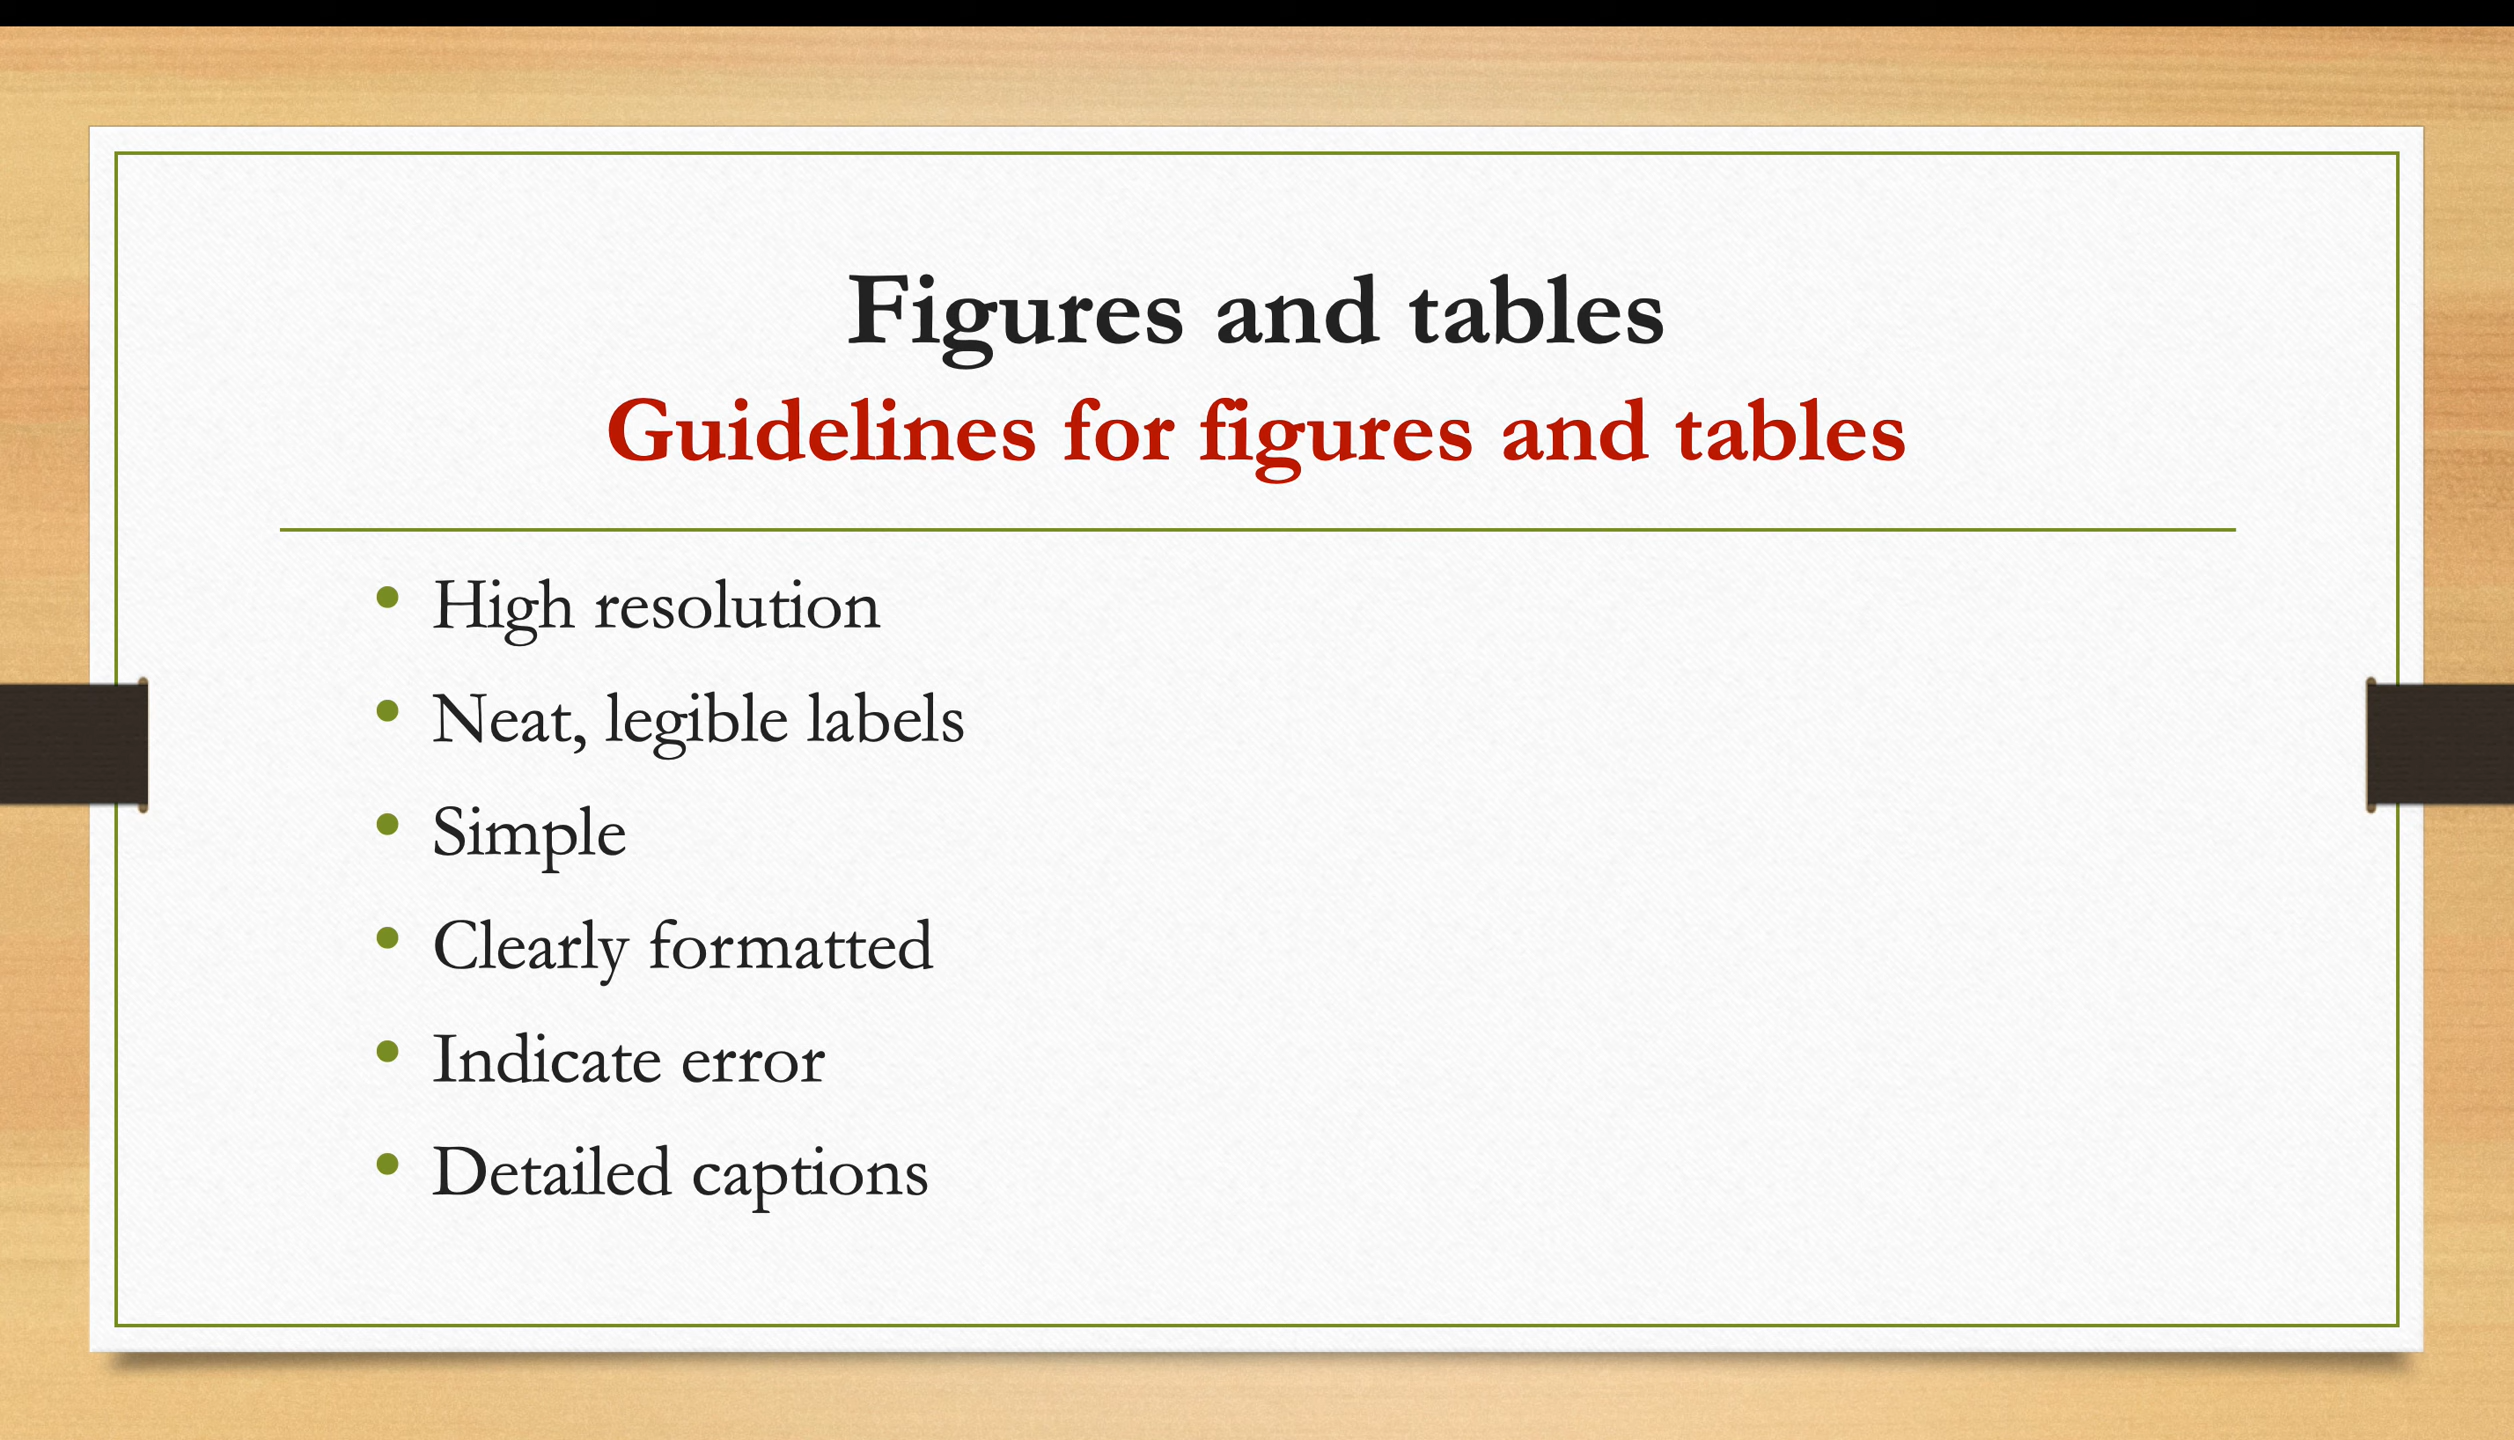 Figures and tables
Guidelines for figures and tables
• High resolution
• Neat, legible labels
• Simple
• Clearly formatted
• Indicate error
• Detailed captions